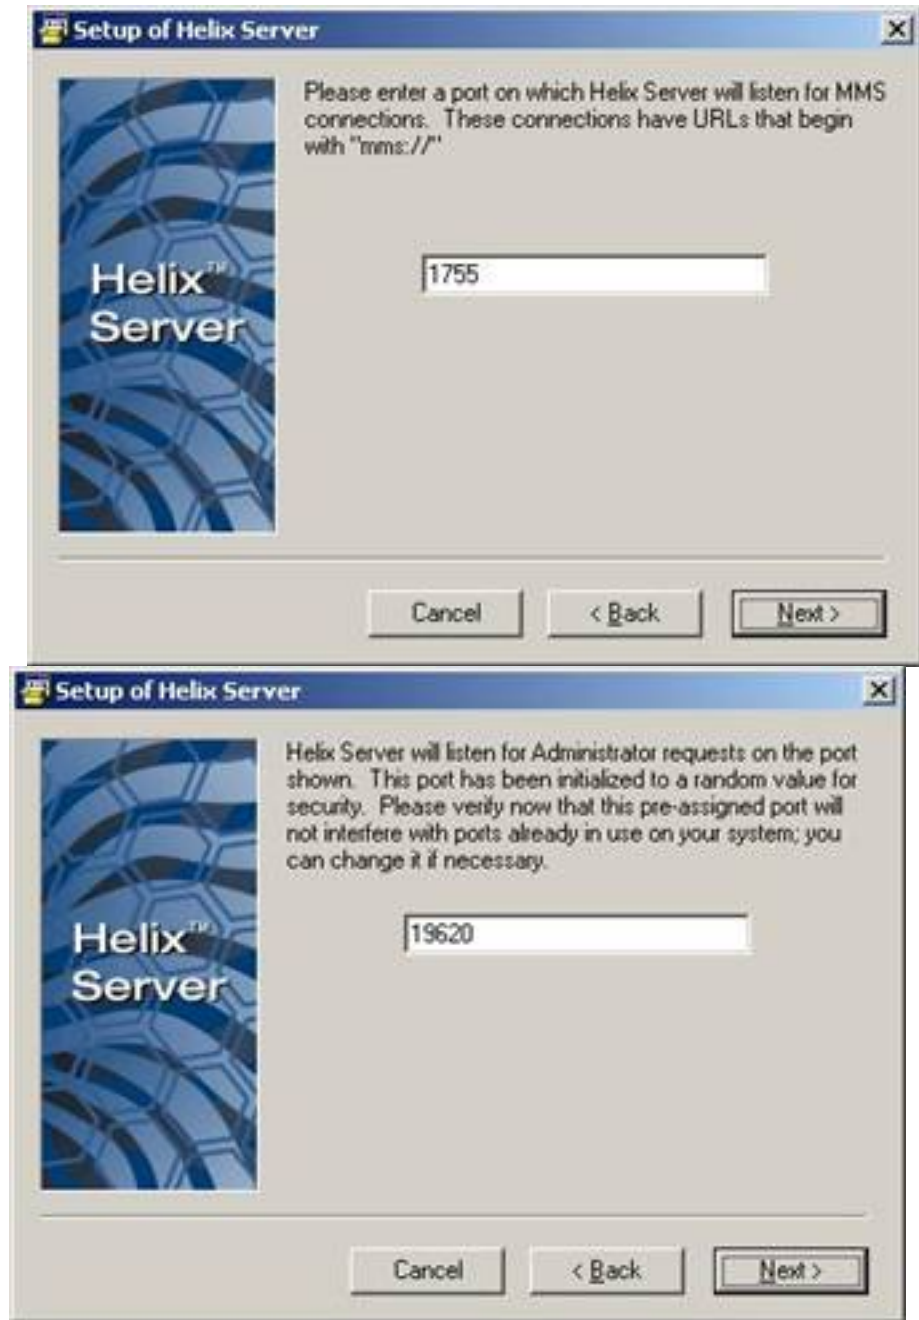 Setup of Helix Server
Please enter a port on which Helix Server will listen for MMS
connections. These connections have URLs that begin
with "mms://"
1755
Helix™
Server
Cancel
< Back
Next >
Setup of Helix Server
Helix Server will listen for Administrator requests on the port
shown. This port has been initialized to a random value for
security. Please verify now that this pre-assigned port will
not interfere with ports already in use on your system; you
can change it if necessary.
19620
Helix™
Server
Cancel
< Back
Next >